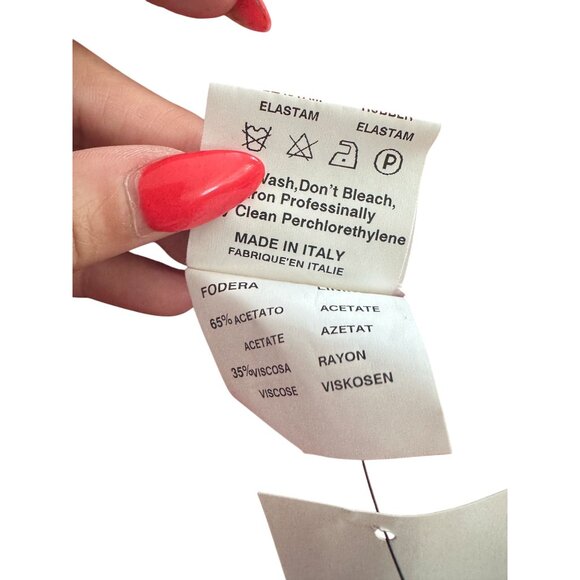 ELASTAM
ELASTAM
P
Wash, Don't Bleach,
Iron Professinally
Clean Perchlorethylene
MADE IN ITALY
FABRIQUE'EN ITALIE
FODERA
65% ACETATO ACETATE
ACETATE AZETAT
35% VISCOSA RAYON
VISCOSE VISKOSEN